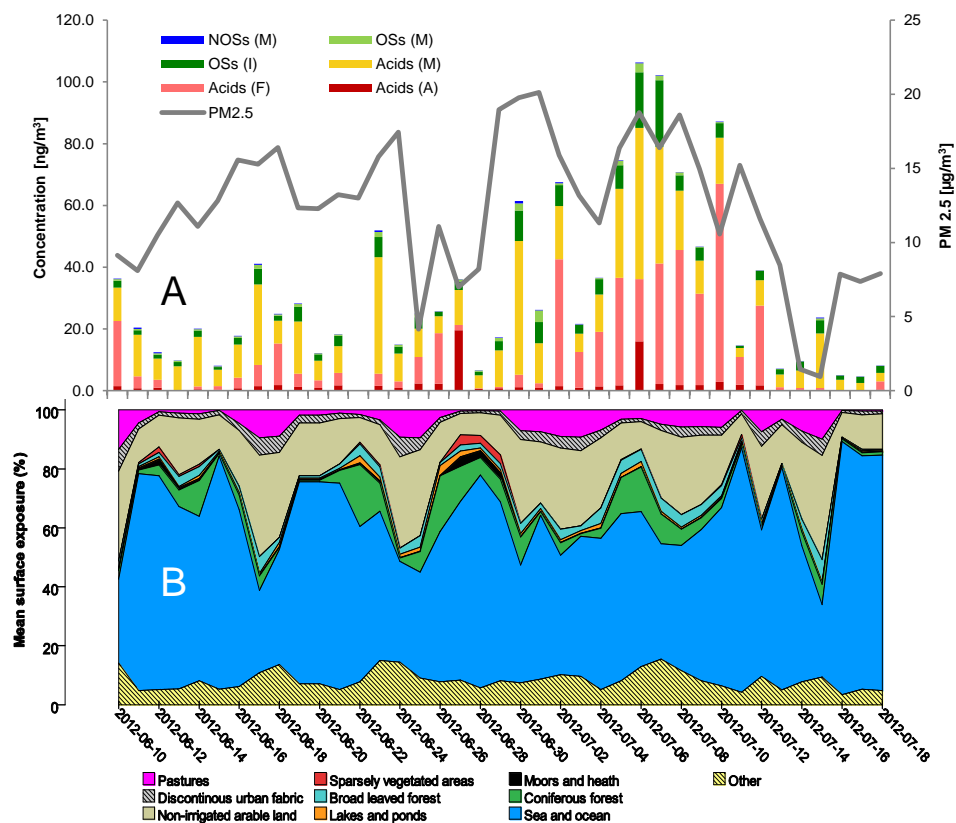 120.0
100.0
80.0
60.0
40.0
20.0
0.0
Concentration [ng/m³]
25
20
15
10
5
0
PM 2.5 [µg/m³]
NOSs (M)
OSs (M)
OSs (I)
Acids (M)
Acids (F)
Acids (A)
PM2.5
A
100
80
60
40
20
0
Mean surface exposure (%)
B
2012-06-10
2012-06-12
2012-06-14
2012-06-16
2012-06-18
2012-06-20
2012-06-22
2012-06-24
2012-06-26
2012-06-28
2012-06-30
2012-07-02
2012-07-04
2012-07-06
2012-07-08
2012-07-10
2012-07-12
2012-07-14
2012-07-16
2012-07-18
Pastures
Sparsely vegetated areas
Moors and heath
Other
Discontinous urban fabric
Broad leaved forest
Coniferous forest
Non-irrigated arable land
Lakes and ponds
Sea and ocean